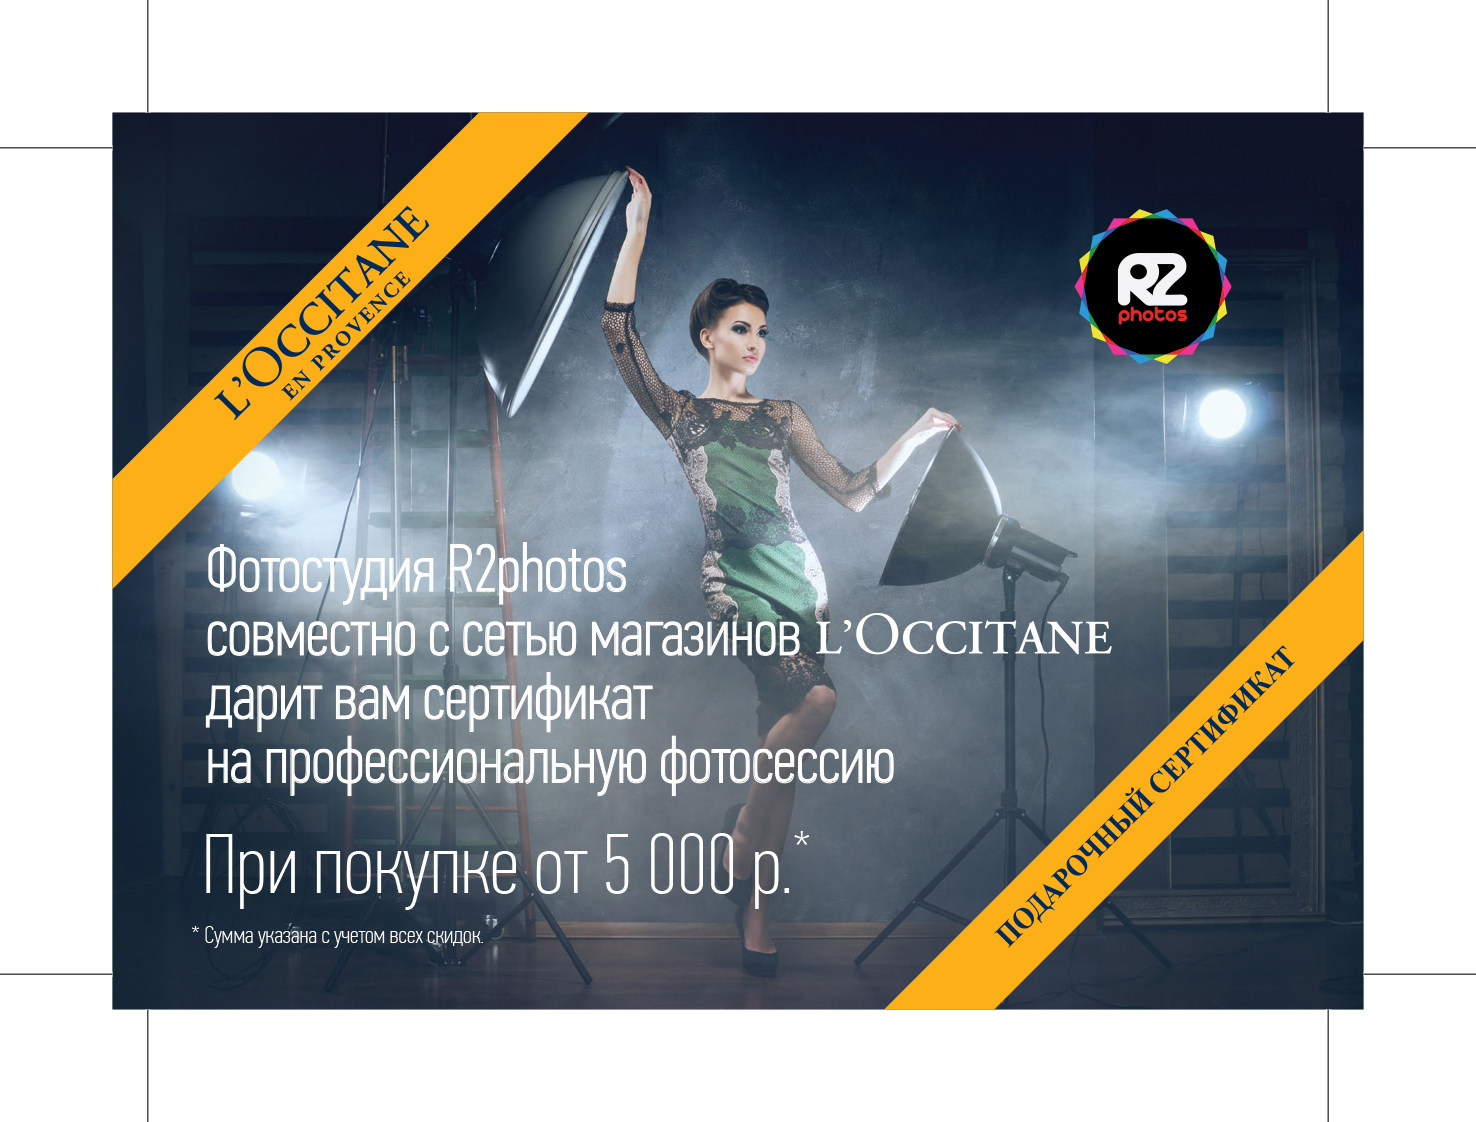 L'OCCITANE
EN PROVENCE
R2
photos
Фотостудия R2photos
совместно с сетью магазинов L'OCCITANE
дарит вам сертификат
на профессиональную фотосессию
При покупке от 5 000 р.*
* Сумма указана с учетом всех скидок.
ПОДАРОЧНЫЙ СЕРТИФИКАТ